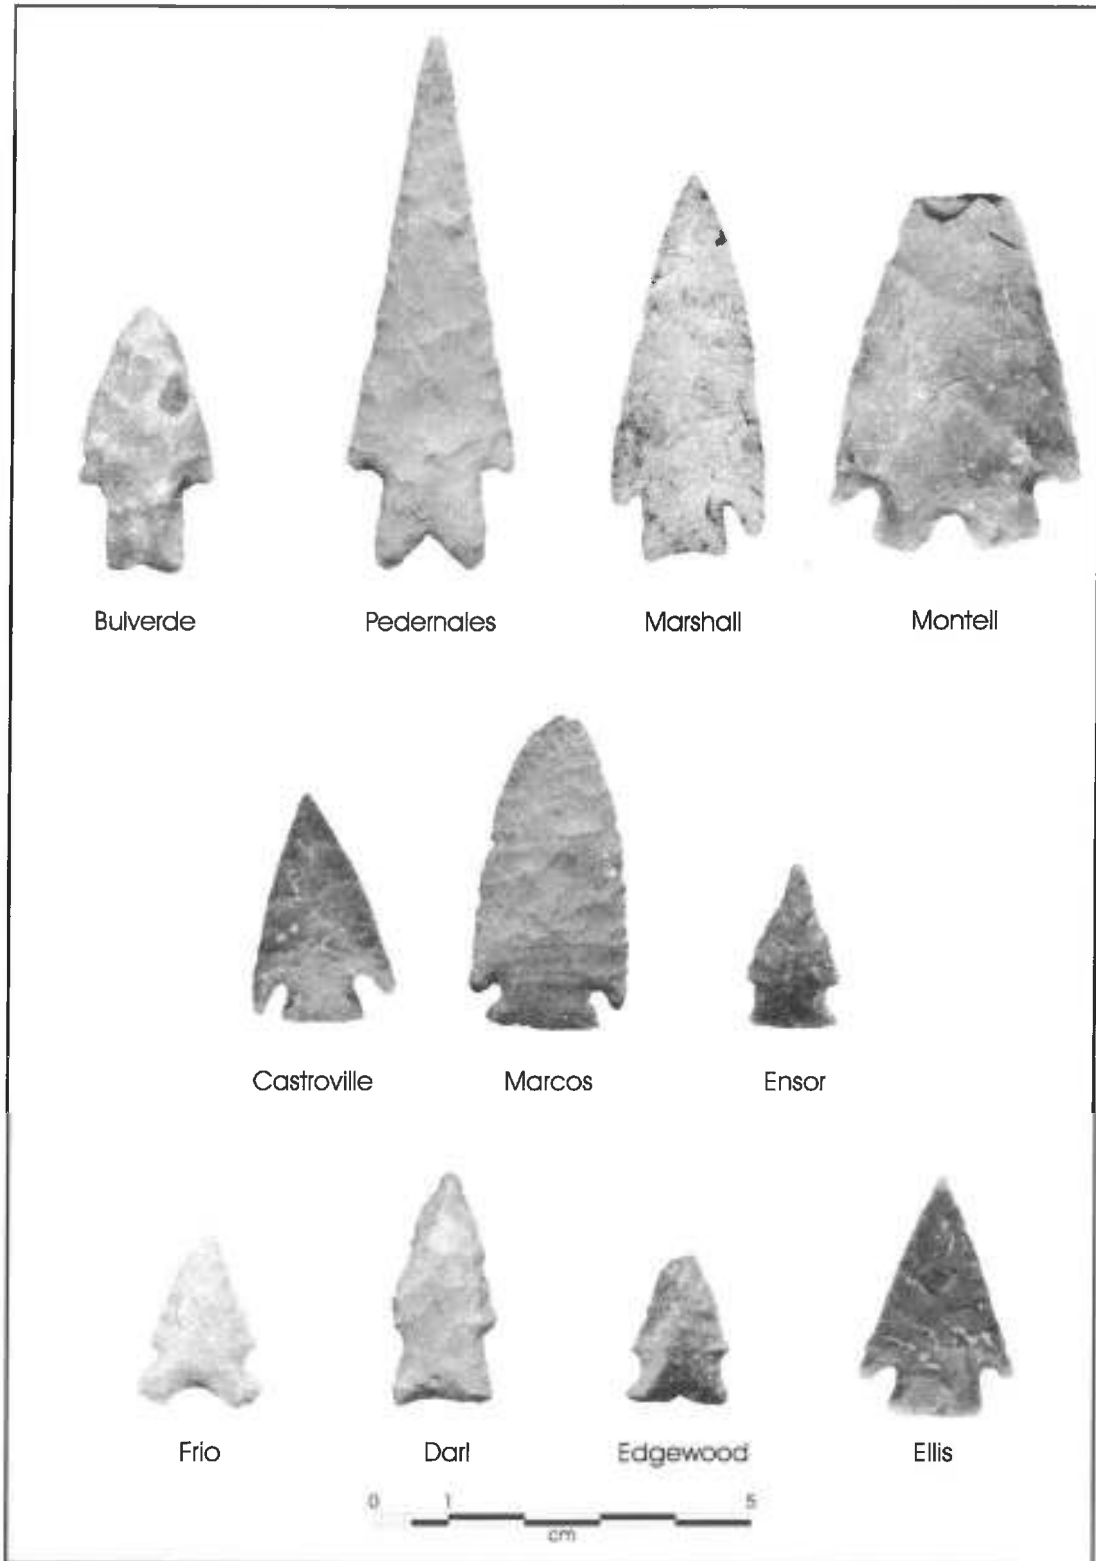 Bulverde Pedernales Marshall Montell
Castroville Marcos Ensor
Frio Darl Edgewood Ellis
0 1 5
cm